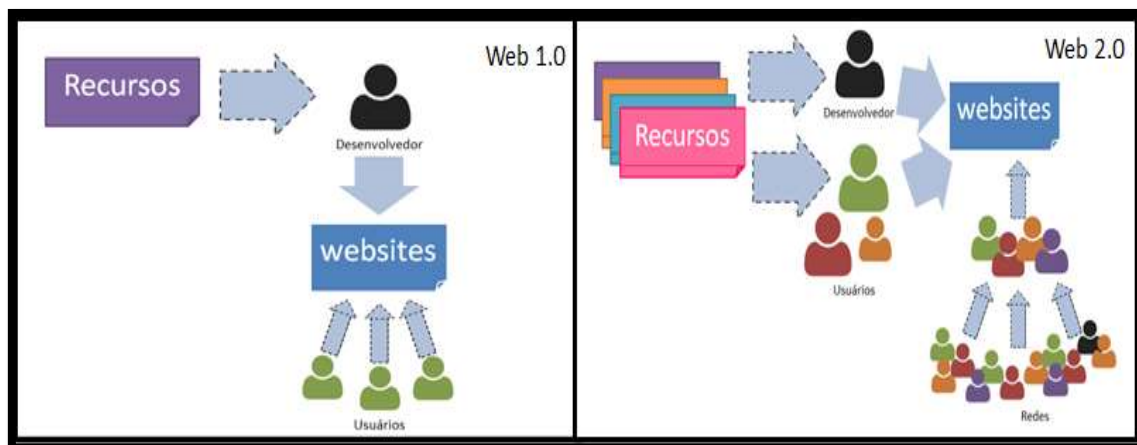 Web 1.0
Recursos
Desenvolvedor
websites
Usuários
Web 2.0
Recursos
Desenvolvedor
websites
Usuários
Redes